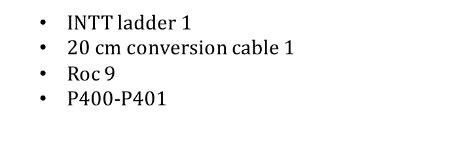 • INTT ladder 1
• 20 cm conversion cable 1
• Roc 9
• P400-P401